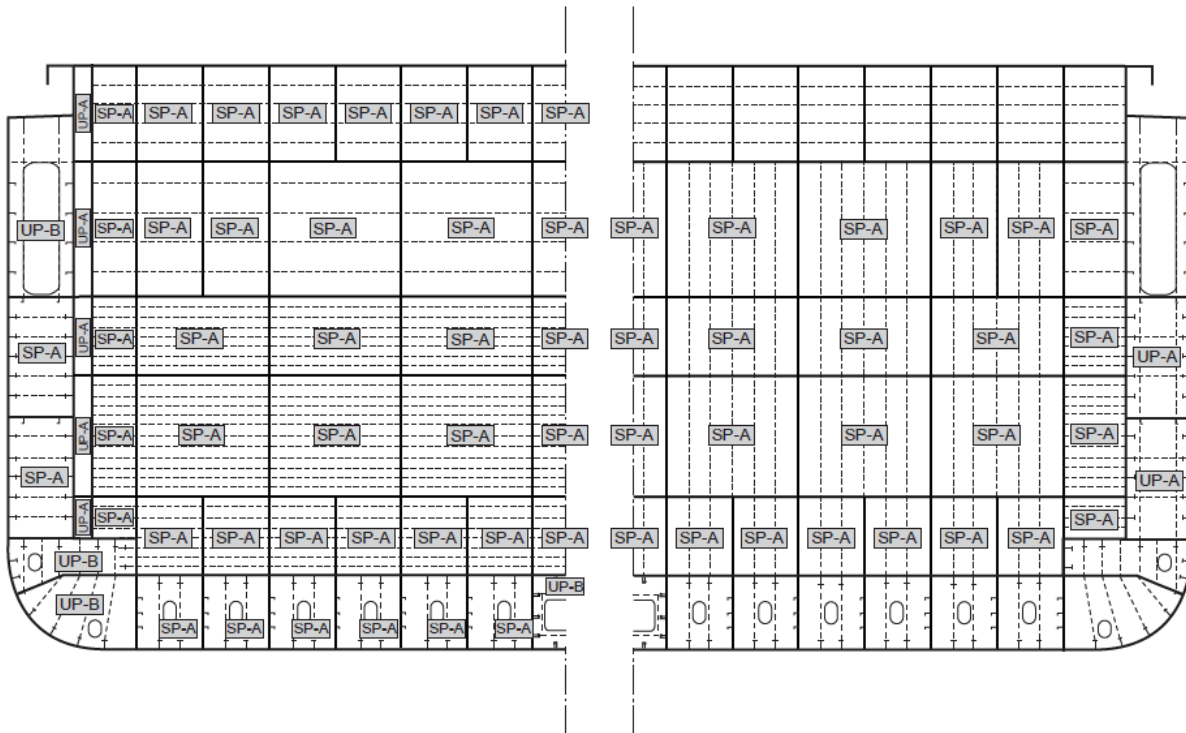 UP-A SP-A SP-A SP-A SP-A SP-A SP-A SP-A SP-A
UP-B UP-A SP-A SP-A SP-A SP-A SP-A SP-A SP-A SP-A SP-A SP-A SP-A SP-A
SP-A UP-A SP-A SP-A SP-A SP-A SP-A SP-A SP-A SP-A SP-A SP-A UP-A
SP-A UP-A SP-A SP-A SP-A SP-A SP-A SP-A SP-A SP-A SP-A SP-A UP-A
UP-A SP-A SP-A
SP-A SP-A SP-A SP-A SP-A SP-A SP-A SP-A SP-A SP-A SP-A SP-A SP-A SP-A
UP-B
UP-B UP-B
SP-A SP-A SP-A SP-A SP-A SP-A